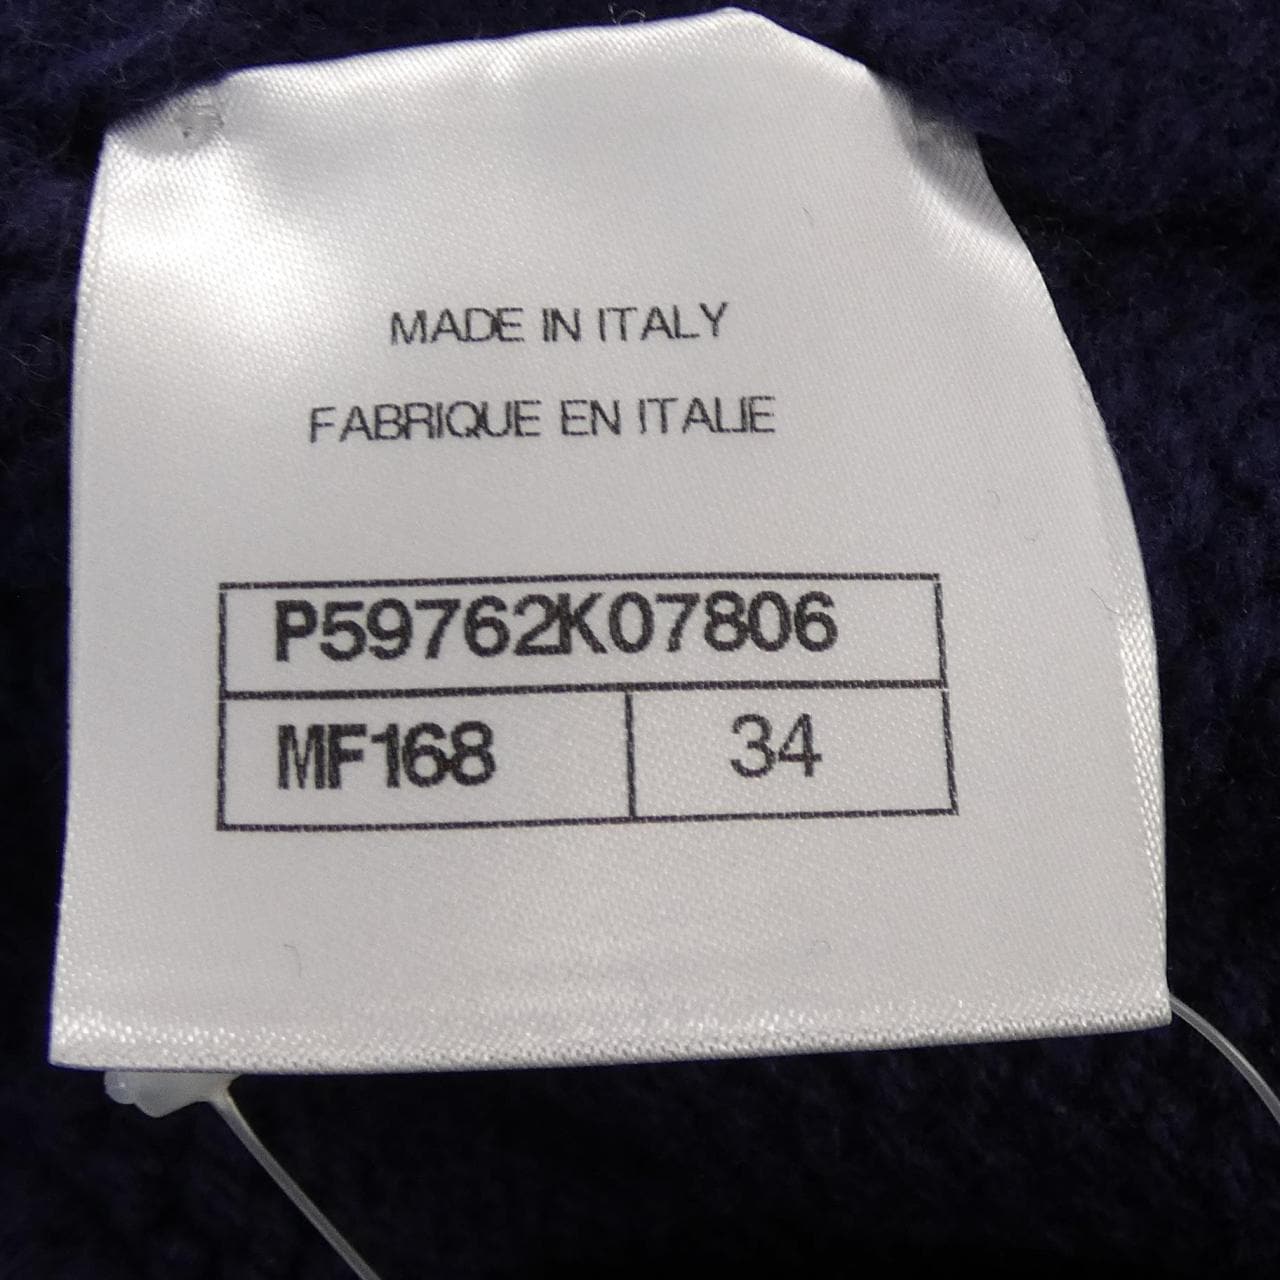 MADE IN ITALY
FABRIQUE EN ITALIE
P59762K07806
MF168 34